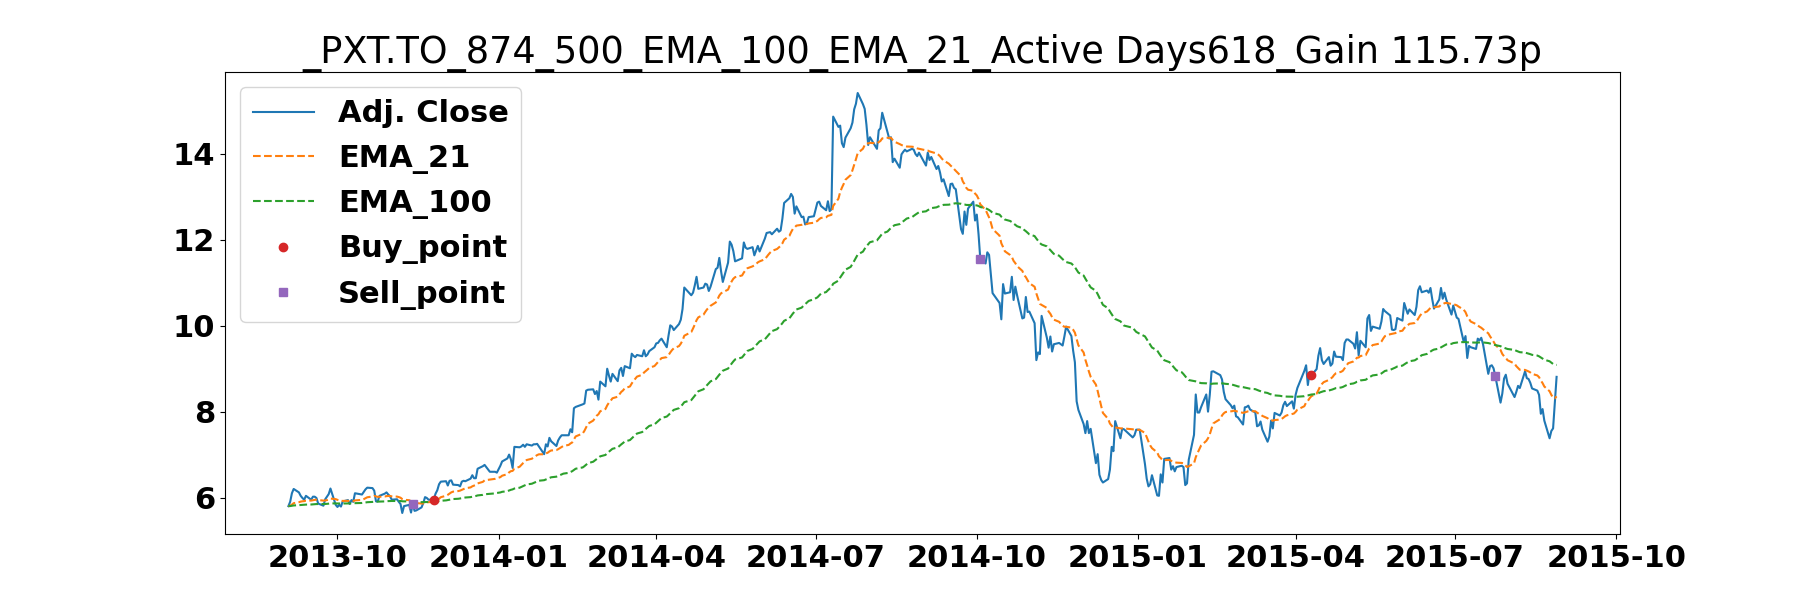 _PXT.TO_874_500_EMA_100_EMA_21_Active Days618_Gain 115.73p
Adj. Close
EMA_21
EMA_100
Buy_point
Sell_point
14
12
10
8
6
2013-10 2014-01 2014-04 2014-07 2014-10 2015-01 2015-04 2015-07 2015-10